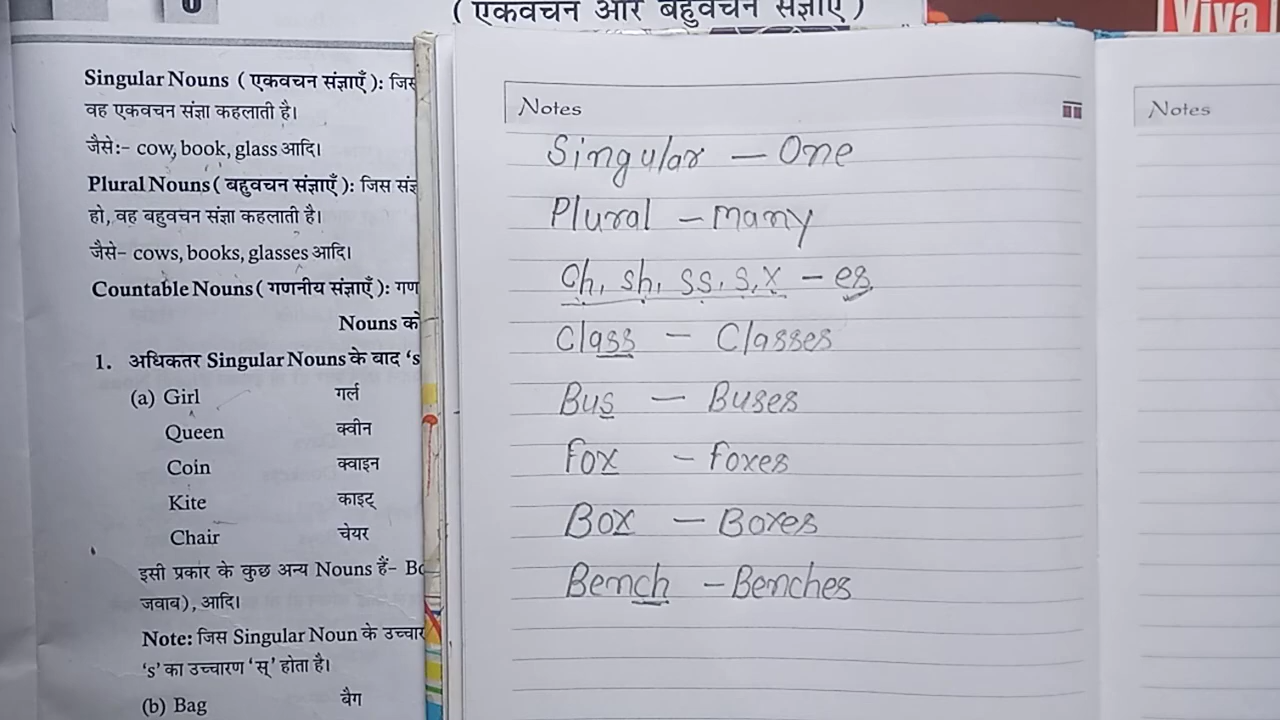 ( एकवचन और बहुवचन संज्ञाएँ )
Viva
Singular Nouns ( एकवचन संज्ञाएँ ):
वह एकवचन संज्ञा कहलाती है।
जैसे:– cow, book, glass आदि।
Plural Nouns ( बहुवचन संज्ञाएँ ): जिस
हो, वह बहुवचन संज्ञा कहलाती है।
जैसे– cows, books, glasses आदि।
Countable Nouns ( गणनीय संज्ञाएँ ):
Nouns को
1. अधिकतर Singular Nouns के बाद ‘s
(a) Girl गर्ल
Queen क्वीन
Coin क्वाइन
Kite काइट्
Chair चेयर
इसी प्रकार के कुछ अन्य Nouns हैं–
जवाब), आदि।
Note: जिस Singular Noun के
‘s’ का उच्चारण ‘स्’ होता है।
(b) Bag बैग
Notes
Singular – One
Plural – Many
Ch, sh, ss, s, x – es
Class – Classes
Bus – Buses
Fox – Foxes
Box – Boxes
Bench – Benches
Notes